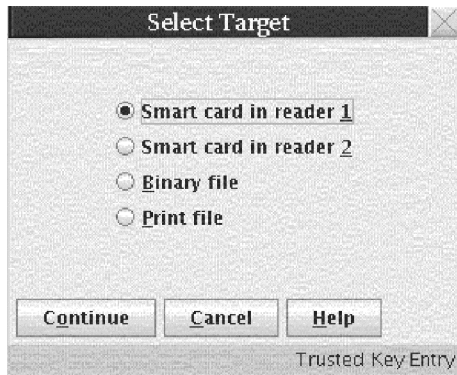 Select Target
Smart card in reader 1
Smart card in reader 2
Binary file
Print file
Continue Cancel Help
Trusted Key Entry